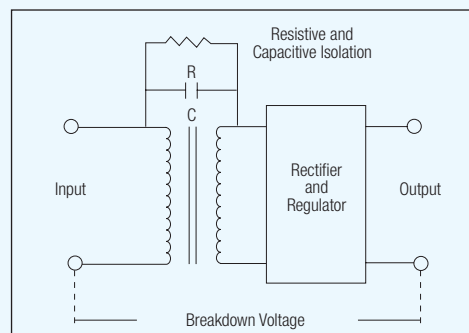 Resistive and
Capacitive Isolation
R
C
Input
Rectifier
and
Regulator
Output
Breakdown Voltage